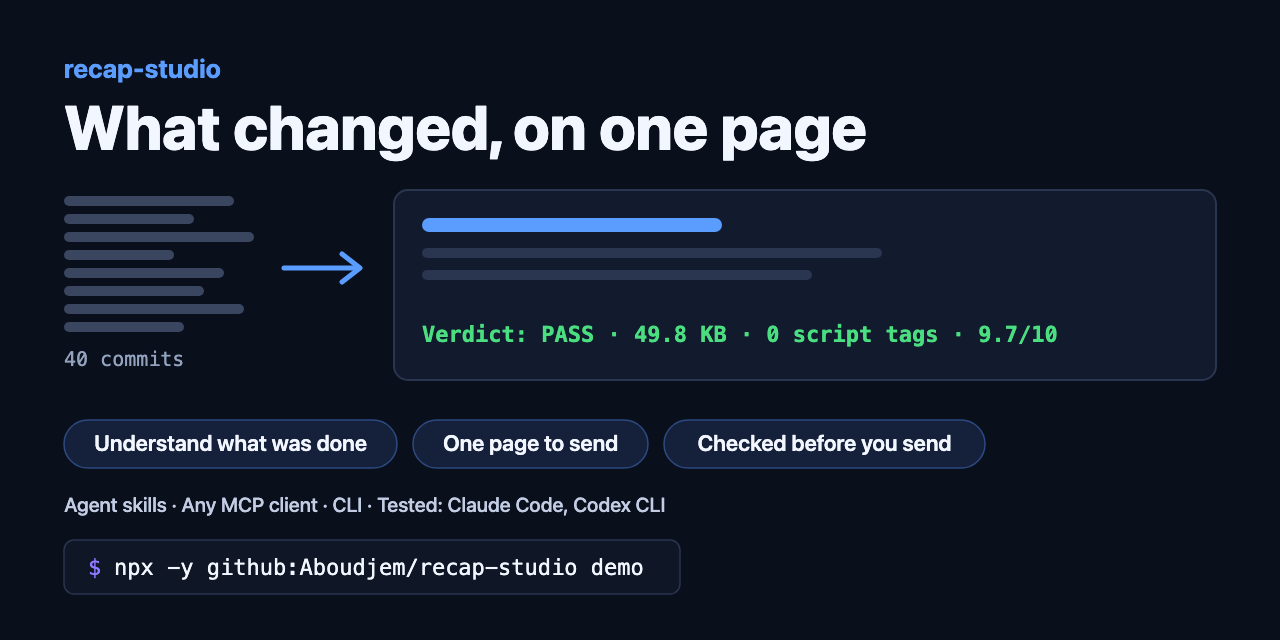 recap-studio
What changed, on one page
40 commits
Verdict: PASS · 49.8 KB · 0 script tags · 9.7/10
Understand what was done
One page to send
Checked before you send
Agent skills · Any MCP client · CLI · Tested: Claude Code, Codex CLI
$ npx -y github:Aboudjem/recap-studio demo